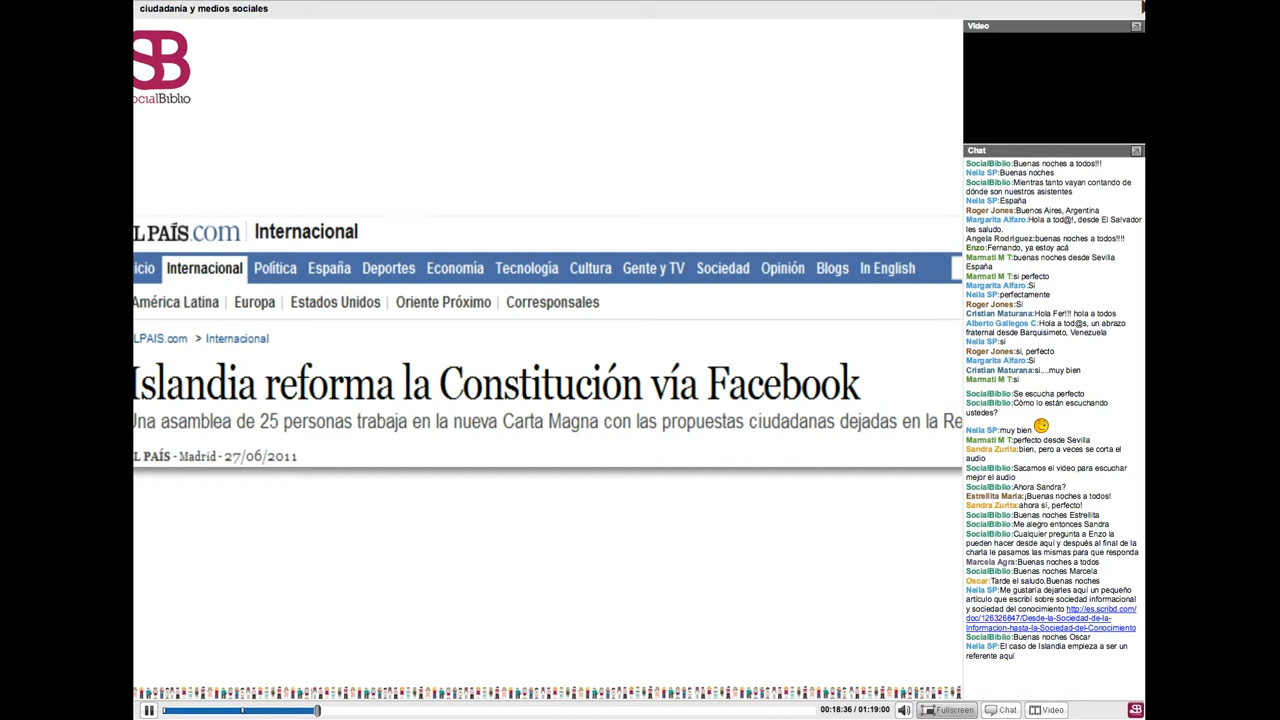 ciudadanía y medios sociales
SB
ocialBiblio
L PAÍS.com Internacional
icio Internacional Política España Deportes Economía Tecnología Cultura Gente y TV Sociedad Opinión Blogs In English
América Latina Europa Estados Unidos Oriente Próximo Corresponsales
LPAIS.com > Internacional
Islandia reforma la Constitución vía Facebook
Una asamblea de 25 personas trabaja en la nueva Carta Magna con las propuestas ciudadanas dejadas en la Re
L PAÍS - Madrid - 27/06/2011
Video
Chat
SocialBiblio:Buenas noches a todos!!!
Neila SP:Buenas noches
SocialBiblio:Mientras tanto vayan contando de
dónde son nuestros asistentes
Neila SP:España
Roger Jones:Buenos Aires, Argentina
Margarita Alfaro:Hola a tod@!, desde El Salvador
les saludo.
Angela Rodríguez:buenas noches a todos!!!!
Enzo:Fernando, ya estoy acá
Marmati M T:buenas noches desde Sevilla
España
Marmati M T:si perfecto
Margarita Alfaro:Si
Neila SP:perfectamente
Roger Jones:Si
Cristian Maturana:Hola Fer!!! hola a todos
Alberto Gallegos C:Hola a tod@s, un abrazo
fraternal desde Barquisimeto, Venezuela
Neila SP:si
Roger Jones:si, perfecto
Margarita Alfaro:Si
Cristian Maturana:si....muy bien
Marmati M T:si
SocialBiblio:Se escucha perfecto
SocialBiblio:Cómo lo están escuchando
ustedes?
Neila SP:muy bien
Marmati M T:perfecto desde Sevilla
Sandra Zurita:bien, pero a veces se corta el
audio
SocialBiblio:Sacamos el video para escuchar
mejor el audio
SocialBiblio:Ahora Sandra?
Estrellita María:¡Buenas noches a todos!
Sandra Zurita:ahora sí, perfecto!
SocialBiblio:Buenas noches Estrellita
SocialBiblio:Me alegro entonces Sandra
SocialBiblio:Cualquier pregunta a Enzo la
pueden hacer desde aquí y después al final de la
charla le pasamos las mismas para que responda
Marcela Agra:Buenas noches a todos
SocialBiblio:Buenas noches Marcela
Oscar:Tarde el saludo.Buenas noches
Neila SP:Me gustaría dejarles aquí un pequeño
artículo que escribí sobre sociedad informacional
y sociedad del conocimiento http://es.scribd.com/
doc/126326847/Desde-la-Sociedad-de-la-
Informacion-hasta-la-Sociedad-del-Conocimiento
SocialBiblio:Buenas noches Oscar
Neila SP:El caso de Islandia empieza a ser un
referente aquí
00:18:36 / 01:19:00 Fullscreen Chat Video SB